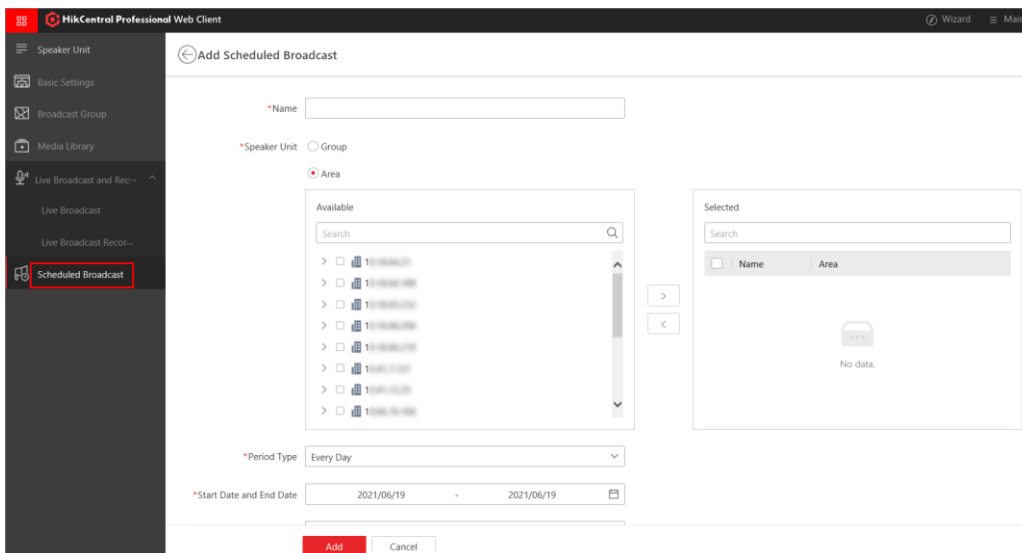 HikCentral Professional Web Client
Wizard
Main
Speaker Unit
Add Scheduled Broadcast
Basic Settings
*Name
Broadcast Group
Media Library
*Speaker Unit
Group
Live Broadcast and Rec...
Area
Live Broadcast
Available
Selected
Search
Search
Live Broadcast Recor...
Name
Area
Scheduled Broadcast
No data.
*Period Type
Every Day
*Start Date and End Date
2021/06/19 - 2021/06/19
Add
Cancel